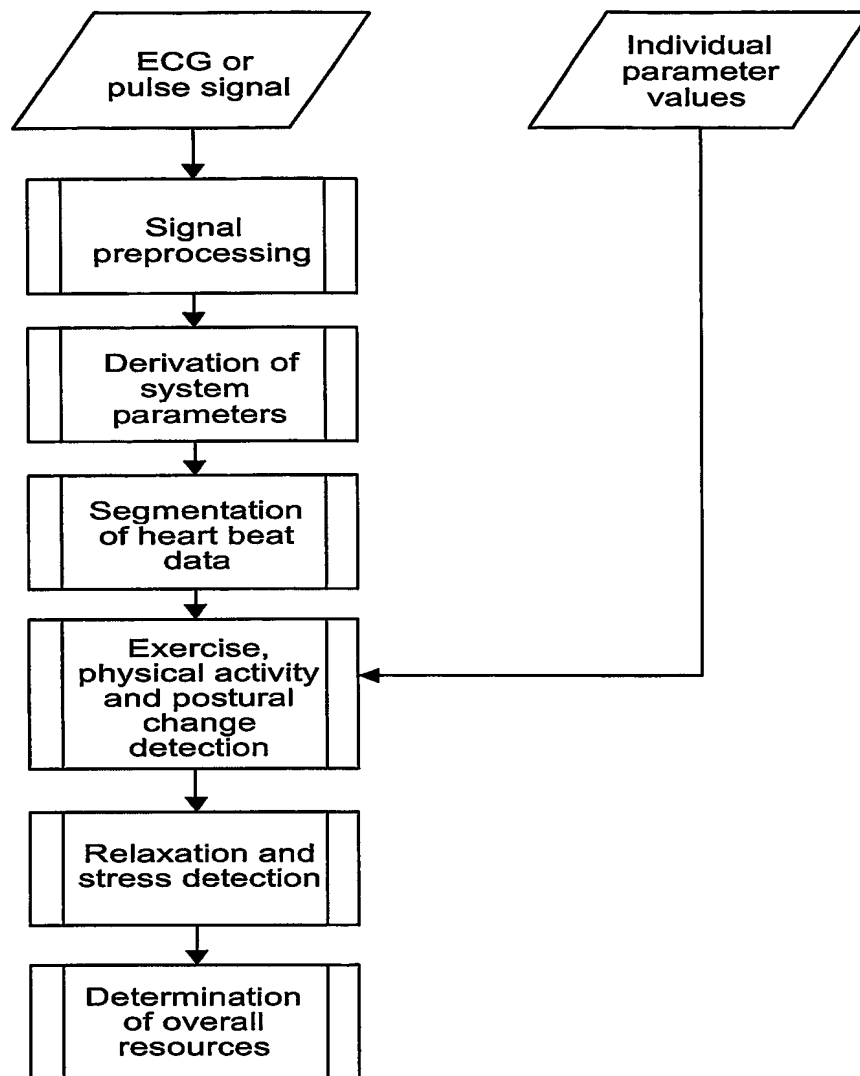 ECG or
pulse signal
Individual
parameter
values
Signal
preprocessing
Derivation of
system
parameters
Segmentation
of heart beat
data
Exercise,
physical activity
and postural
change
detection
Relaxation and
stress detection
Determination
of overall
resources